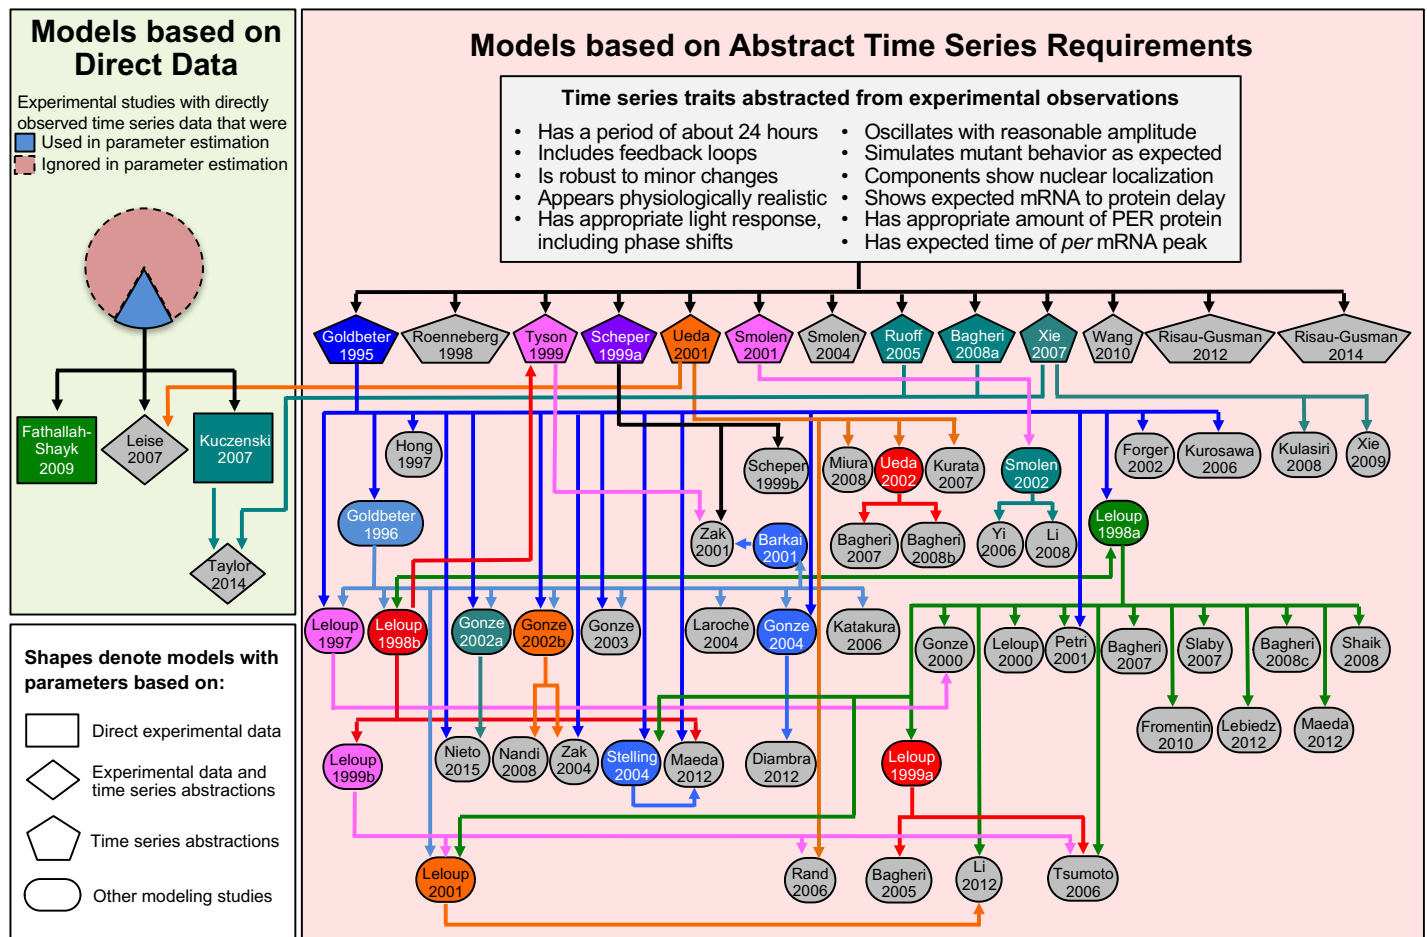 Models based on
Direct Data
Experimental studies with directly
observed time series data that were
Used in parameter estimation
Ignored in parameter estimation
Fathallah-
Shayk
2009
Leise
2007
Kuczenski
2007
Taylor
2014
Shapes denote models with
parameters based on:
Direct experimental data
Experimental data and
time series abstractions
Time series abstractions
Other modeling studies
Models based on Abstract Time Series Requirements
Time series traits abstracted from experimental observations
• Has a period of about 24 hours
• Includes feedback loops
• Is robust to minor changes
• Appears physiologically realistic
• Has appropriate light response,
including phase shifts
• Oscillates with reasonable amplitude
• Simulates mutant behavior as expected
• Components show nuclear localization
• Shows expected mRNA to protein delay
• Has appropriate amount of PER protein
• Has expected time of per mRNA peak
Goldbeter
1995
Roenneberg
1998
Tyson
1999
Scheper
1999a
Ueda
2001
Smolen
2001
Smolen
2004
Ruoff
2005
Bagheri
2008a
Xie
2007
Wang
2010
Risau-Gusman
2012
Risau-Gusman
2014
Hong
1997
Scheper
1999b
Miura
2008
Ueda
2002
Kurata
2007
Smolen
2002
Forger
2002
Kurosawa
2006
Kulasiri
2008
Xie
2009
Goldbeter
1996
Zak
2001
Barkai
2001
Bagheri
2007
Bagheri
2008b
Yi
2006
Li
2008
Leloup
1998a
Leloup
1997
Leloup
1998b
Gonze
2002a
Gonze
2002b
Gonze
2003
Laroche
2004
Gonze
2004
Katakura
2006
Gonze
2000
Leloup
2000
Petri
2001
Bagheri
2007
Slaby
2007
Bagheri
2008c
Shaik
2008
Fromentin
2010
Lebiedz
2012
Maeda
2012
Leloup
1999b
Nieto
2015
Nandi
2008
Zak
2004
Stelling
2004
Maeda
2012
Diambra
2012
Leloup
1999a
Leloup
2001
Rand
2006
Bagheri
2005
Li
2012
Tsumoto
2006